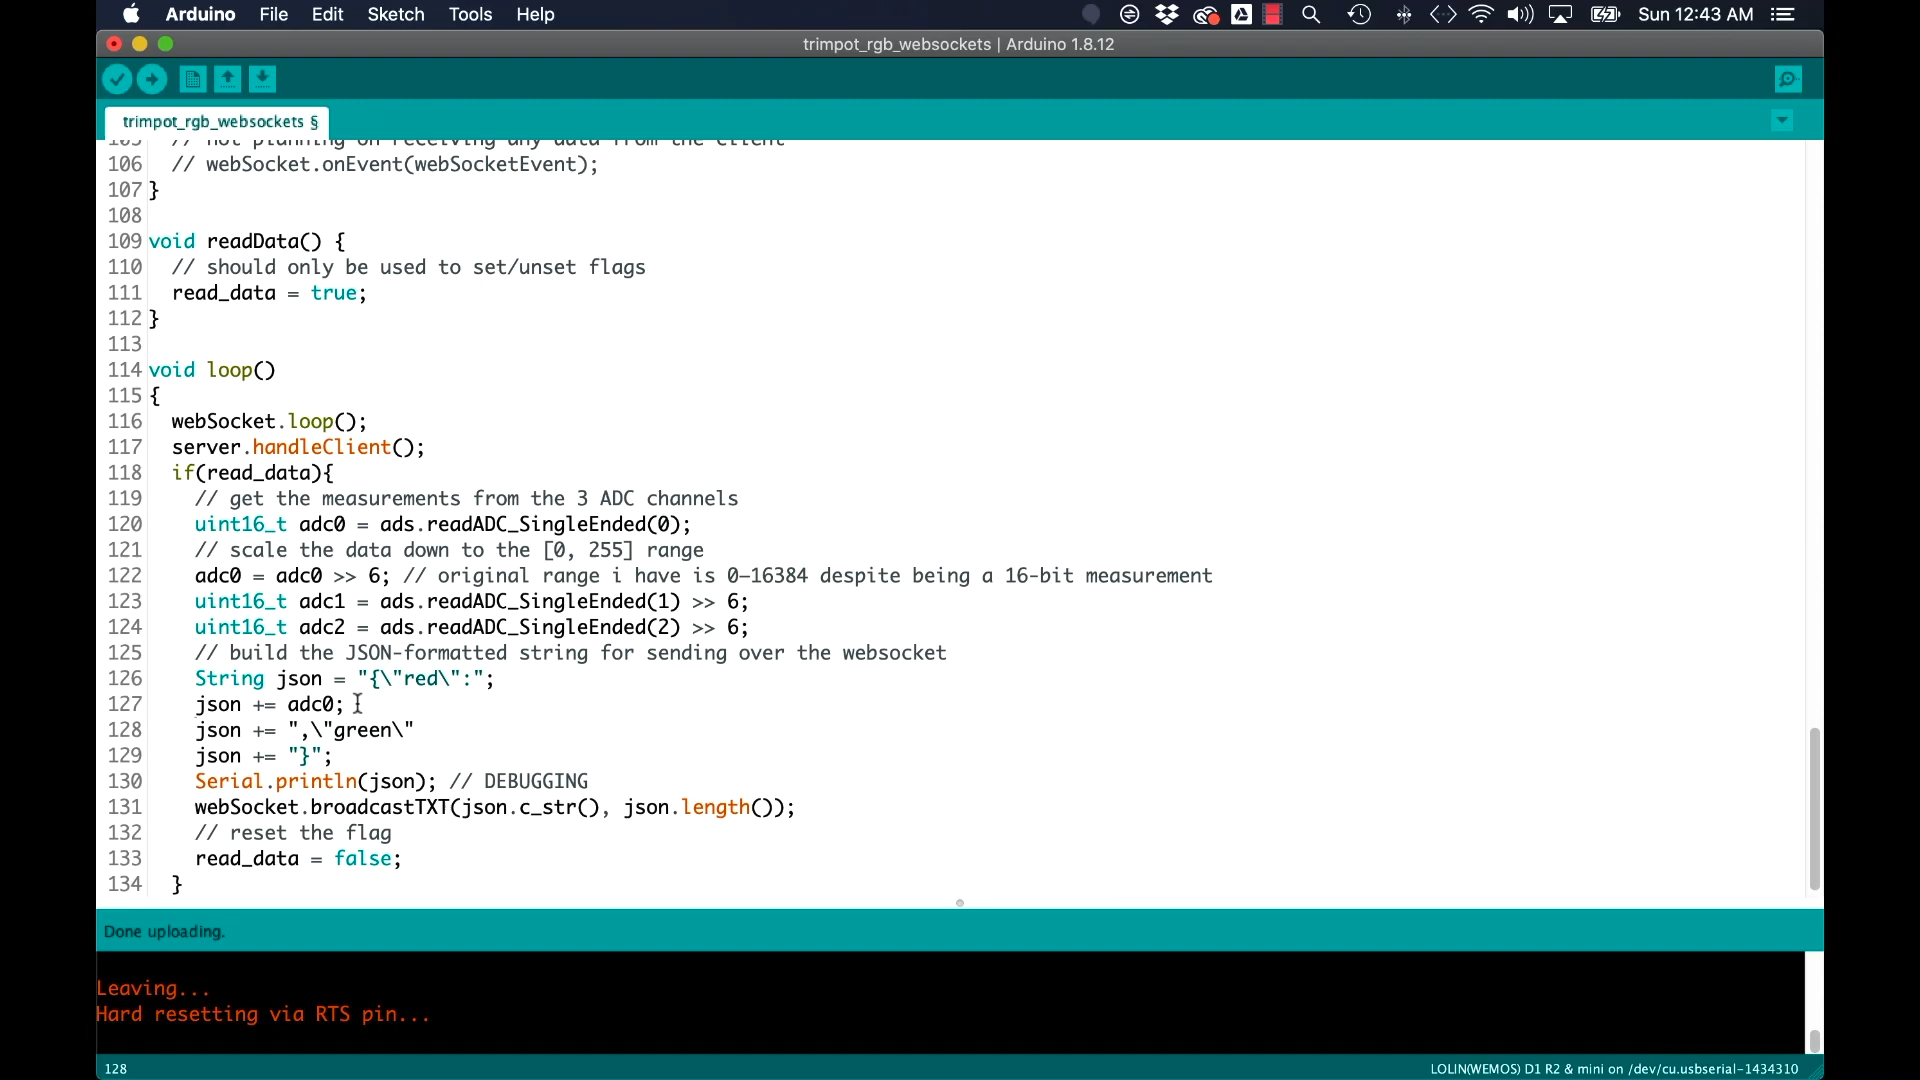 Arduino File Edit Sketch Tools Help Sun 12:43 AM
trimpot_rgb_websockets | Arduino 1.8.12
trimpot_rgb_websockets §
105 // not planning on receiving any data from the client
106 // webSocket.onEvent(webSocketEvent);
107 }
108
109 void readData() {
110 // should only be used to set/unset flags
111 read_data = true;
112 }
113
114 void loop()
115 {
116 webSocket.loop();
117 server.handleClient();
118 if(read_data){
119 // get the measurements from the 3 ADC channels
120 uint16_t adc0 = ads.readADC_SingleEnded(0);
121 // scale the data down to the [0, 255] range
122 adc0 = adc0 >> 6; // original range i have is 0–16384 despite being a 16-bit measurement
123 uint16_t adc1 = ads.readADC_SingleEnded(1) >> 6;
124 uint16_t adc2 = ads.readADC_SingleEnded(2) >> 6;
125 // build the JSON-formatted string for sending over the websocket
126 String json = "{\"red\":";
127 json += adc0;
128 json += ",\"green\"
129 json += "}";
130 Serial.println(json); // DEBUGGING
131 webSocket.broadcastTXT(json.c_str(), json.length());
132 // reset the flag
133 read_data = false;
134 }
Done uploading.
Leaving...
Hard resetting via RTS pin...
128 LOLIN(WEMOS) D1 R2 & mini on /dev/cu.usbserial-1434310